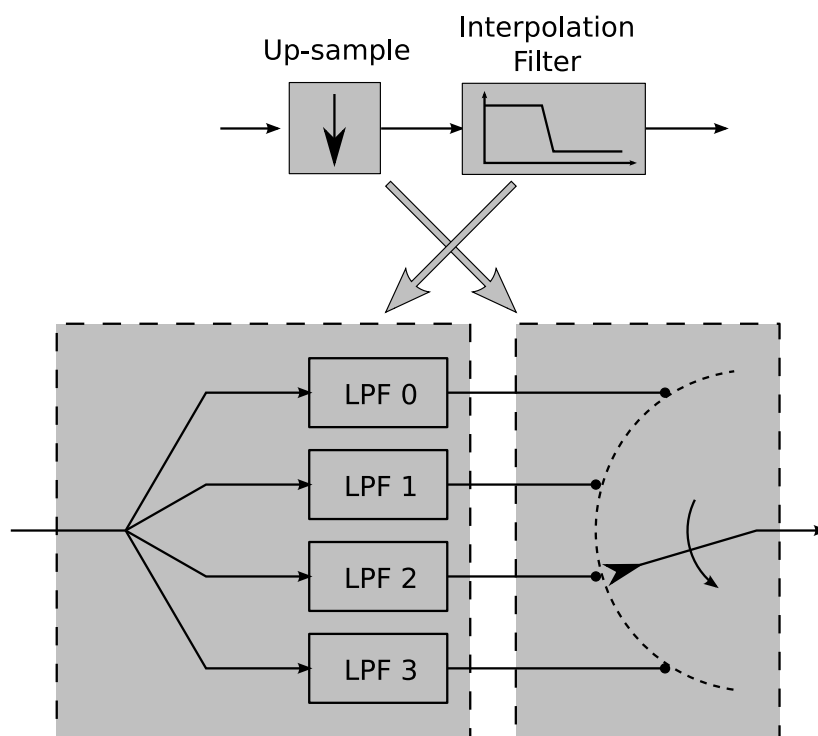 Up-sample
Interpolation
Filter
LPF 0
LPF 1
LPF 2
LPF 3